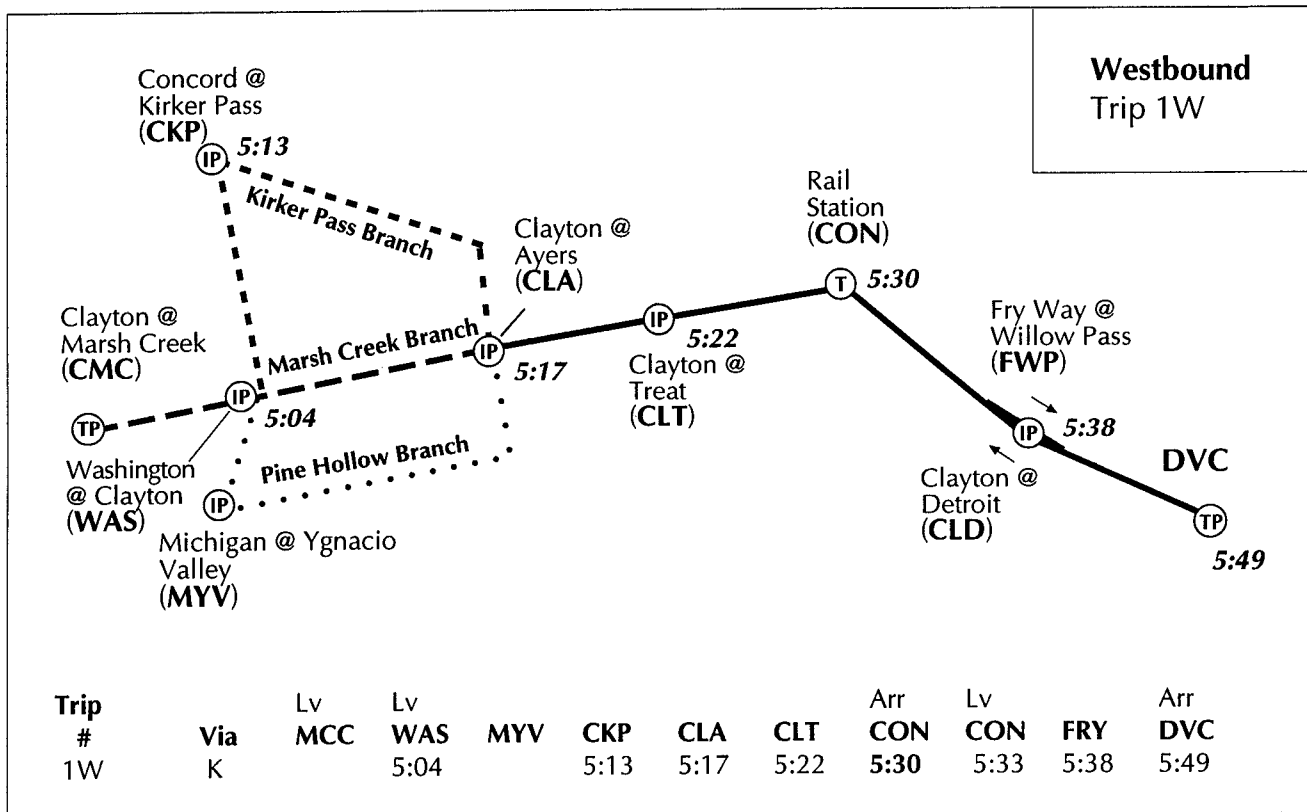 Westbound
Trip 1W
Concord @
Kirker Pass
(CKP)
IP
5:13
Kirker Pass Branch
Clayton @
Ayers
(CLA)
Rail
Station
(CON)
T
5:30
Fry Way @
Willow Pass
(FWP)
Clayton @
Marsh Creek
(CMC)
Marsh Creek Branch
IP
5:17
IP
5:22
Clayton @
Treat
(CLT)
TP
IP
5:04
IP
5:38
DVC
Washington
@ Clayton
(WAS)
Pine Hollow Branch
IP
Clayton @
Detroit
(CLD)
TP
5:49
Michigan @ Ygnacio
Valley
(MYV)
Lv Lv Arr Lv Arr
Trip
# Via MCC WAS MYV CKP CLA CLT CON CON FRY DVC
1W K 5:04 5:13 5:17 5:22 5:30 5:33 5:38 5:49